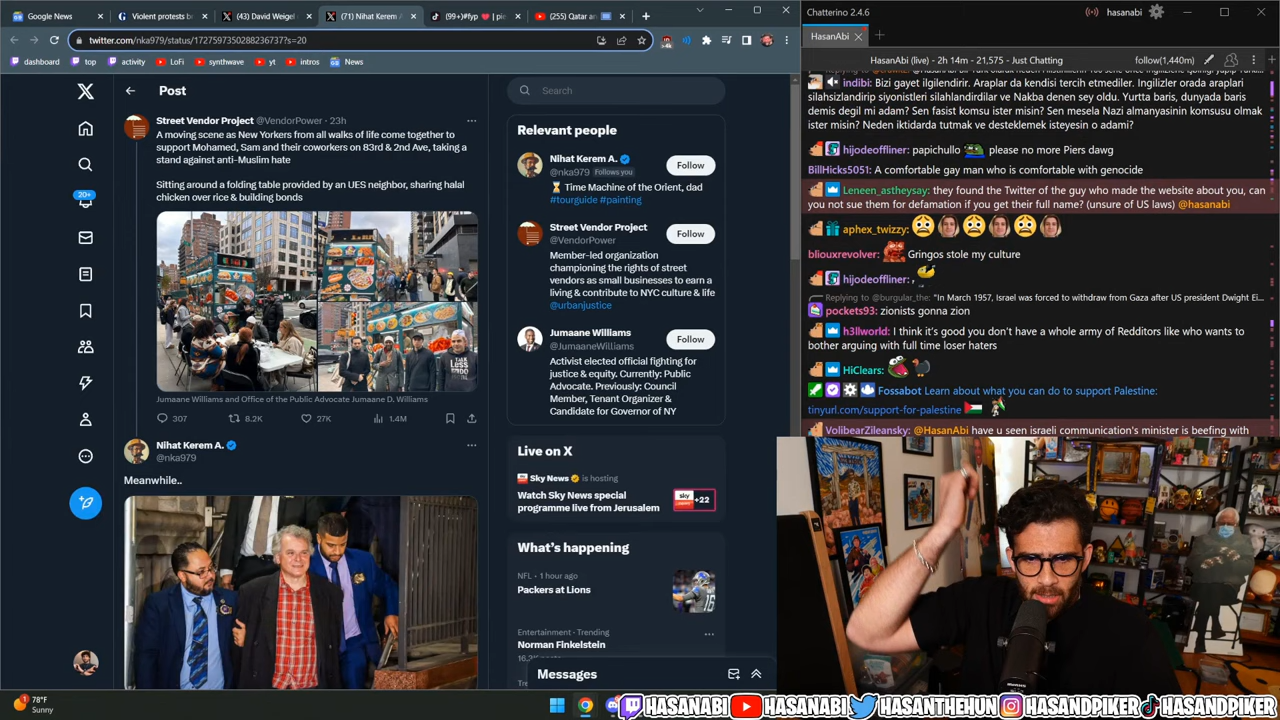 Google News
Violent protests br
(43) David Weigel
(71) Nihat Kerem A.
(99+)#fyp
pie
(255) Qatar an
twitter.com/nka979/status/1727597350288236737?s=20
dashboard
top
activity
LoFi
synthwave
yt
intros
News
Post
Search
Street Vendor Project @VendorPower · 23h
A moving scene as New Yorkers from all walks of life come together to
support Mohamed, Sam and their coworkers on 83rd & 2nd Ave, taking a
stand against anti-Muslim hate
Sitting around a folding table provided by an UES neighbor, sharing halal
chicken over rice & building bonds
Jumaane Williams and Office of the Public Advocate Jumaane D. Williams
307
8.2K
27K
1.4M
20+
Nihat Kerem A.
@nka979
Meanwhile..
Relevant people
Nihat Kerem A.
@nka979 Follows you
Follow
Time Machine of the Orient, dad
#tourguide #painting
Street Vendor Project
@VendorPower
Follow
Member-led organization
championing the rights of street
vendors as small businesses to earn a
living & contribute to NYC culture & life
@urbanjustice
Jumaane Williams
@JumaaneWilliams
Follow
Activist elected official fighting for
justice & equity. Currently: Public
Advocate. Previously: Council
Member, Tenant Organizer &
Candidate for Governor of NY
Live on X
Sky News is hosting
Watch Sky News special
programme live from Jerusalem
sky
+22
What's happening
NFL · 1 hour ago
Packers at Lions
Entertainment · Trending
Norman Finkelstein
Messages
Chatterino 2.4.6
hasanabi
HasanAbi
HasanAbi (live) - 2h 14m - 21,575 - Just Chatting
follow(1,440m)
indibi: Bizi gayet ilgilendirir. Araplar da kendisi tercih etmediler. Ingilizler orada araplari
silahsizlandirip siyonistleri silahlandirdilar ve Nakba denen sey oldu. Yurtta baris, dunyada baris
demis degil mi adam? Sen fasist komsu ister misin? Sen mesela Nazi almanyasinin komsusu olmak
ister misin? Neden iktidarda tutmak ve desteklemek isteyesin o adami?
hijodeoffliner: papichullo please no more Piers dawg
BillHicks5051: A comfortable gay man who is comfortable with genocide
Leneen_astheysay: they found the Twitter of the guy who made the website about you, can
you not sue them for defamation if you get their full name? (unsure of US laws) @hasanabi
aphex_twizzy:
bliouxrevolver: Gringos stole my culture
hijodeoffliner: ,
Replying to @burgular_the: "In March 1957, Israel was forced to withdraw from Gaza after US president Dwight Ei...
pockets93: zionists gonna zion
h3llworld: I think it's good you don't have a whole army of Redditors like who wants to
bother arguing with full time loser haters
HiClears:
Fossabot Learn about what you can do to support Palestine:
tinyurl.com/support-for-palestine
VolibearZileansky: @HasanAbi have u seen israeli communication's minister is beefing with
78°F
Sunny
HASANABI
HASANABI
HASANTHEHUN
HASANDPIKER
HASANDPIKER